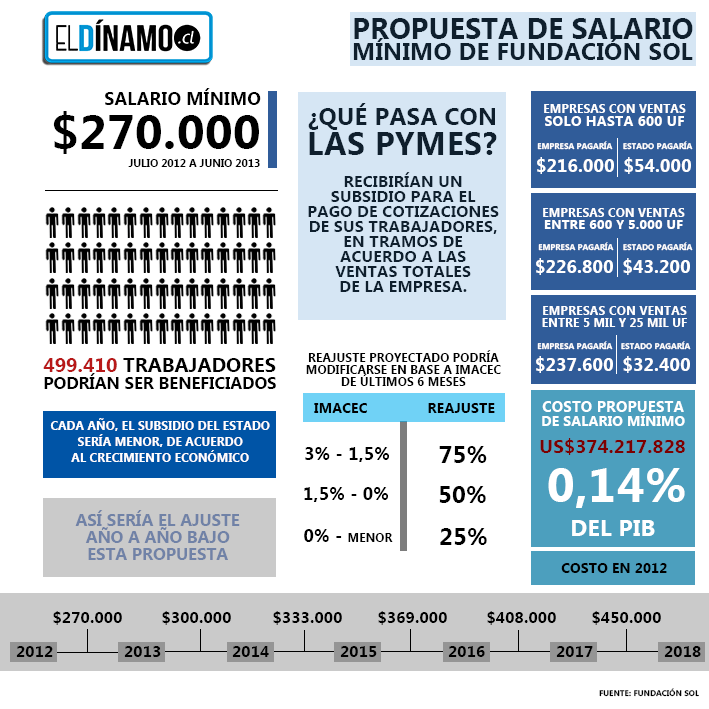 ELDÍNAMO.cl
PROPUESTA DE SALARIO
MÍNIMO DE FUNDACIÓN SOL
SALARIO MÍNIMO
$270.000
JULIO 2012 A JUNIO 2013
499.410 TRABAJADORES
PODRÍAN SER BENEFICIADOS
CADA AÑO, EL SUBSIDIO DEL ESTADO
SERÍA MENOR, DE ACUERDO
AL CRECIMIENTO ECONÓMICO
ASÍ SERÍA EL AJUSTE
AÑO A AÑO BAJO
ESTA PROPUESTA
¿QUÉ PASA CON
LAS PYMES?
RECIBIRÍAN UN
SUBSIDIO PARA EL
PAGO DE COTIZACIONES
DE SUS TRABAJADORES,
EN TRAMOS DE
ACUERDO A LAS
VENTAS TOTALES
DE LA EMPRESA.
REAJUSTE PROYECTADO PODRÍA
MODIFICARSE EN BASE A IMACEC
DE ÚLTIMOS 6 MESES
IMACEC REAJUSTE
3% - 1,5% 75%
1,5% - 0% 50%
0% - MENOR 25%
EMPRESAS CON VENTAS
SOLO HASTA 600 UF
EMPRESA PAGARÍA ESTADO PAGARÍA
$216.000 $54.000
EMPRESAS CON VENTAS
ENTRE 600 Y 5.000 UF
EMPRESA PAGARÍA ESTADO PAGARÍA
$226.800 $43.200
EMPRESAS CON VENTAS
ENTRE 5 MIL Y 25 MIL UF
EMPRESA PAGARÍA ESTADO PAGARÍA
$237.600 $32.400
COSTO PROPUESTA
DE SALARIO MÍNIMO
US$374.217.828
0,14%
DEL PIB
COSTO EN 2012
$270.000 $300.000 $333.000 $369.000 $408.000 $450.000
2012 2013 2014 2015 2016 2017 2018
FUENTE: FUNDACIÓN SOL